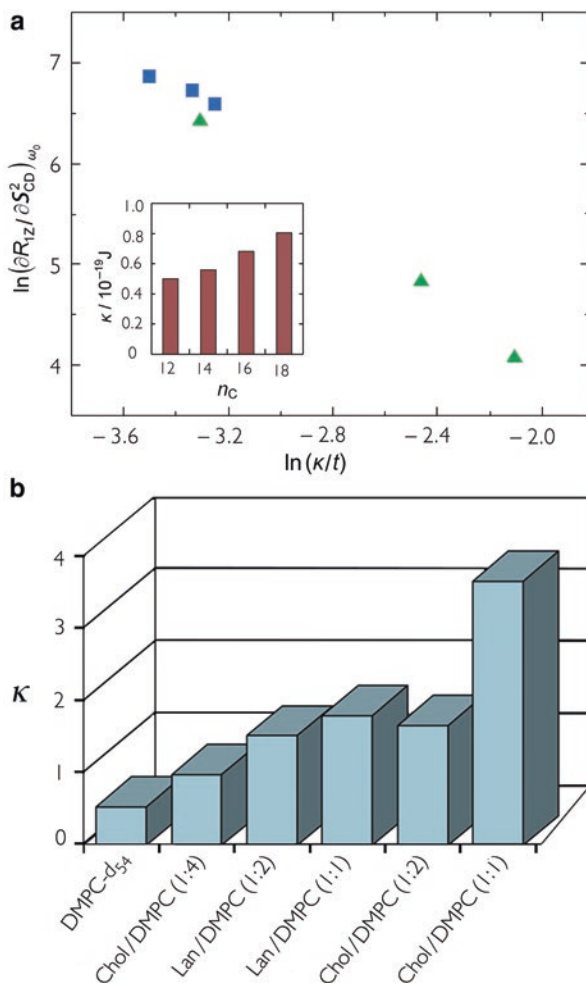 a
7
6
5
4
ln(∂R1Z/∂S²CD)ω0
1.0
0.8
0.6
0.4
0.2
0
κ / 10⁻¹⁹J
12 14 16 18
nC
−3.6 −3.2 −2.8 −2.4 −2.0
ln(κ/t)
b
4
3
2
1
0
κ
DMPC-d54
Chol/DMPC (1:4)
Lan/DMPC (1:2)
Lan/DMPC (1:1)
Chol/DMPC (1:2)
Chol/DMPC (1:1)